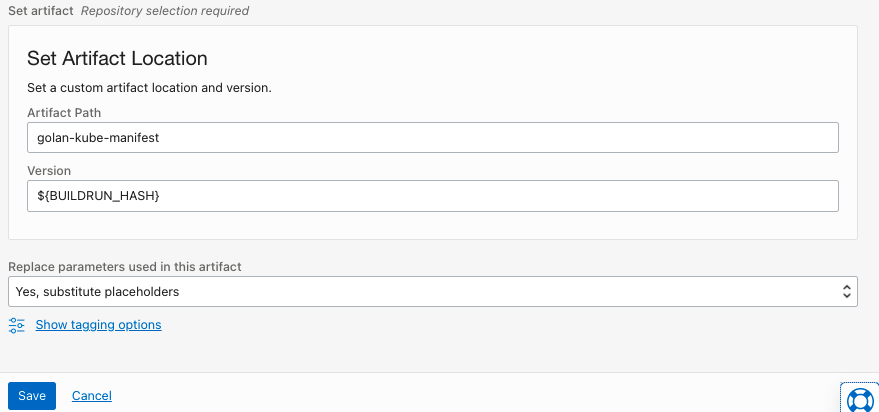 Set artifact Repository selection required
Set Artifact Location
Set a custom artifact location and version.
Artifact Path
golan-kube-manifest
Version
${BUILDRUN_HASH}
Replace parameters used in this artifact
Yes, substitute placeholders
Show tagging options
Save Cancel